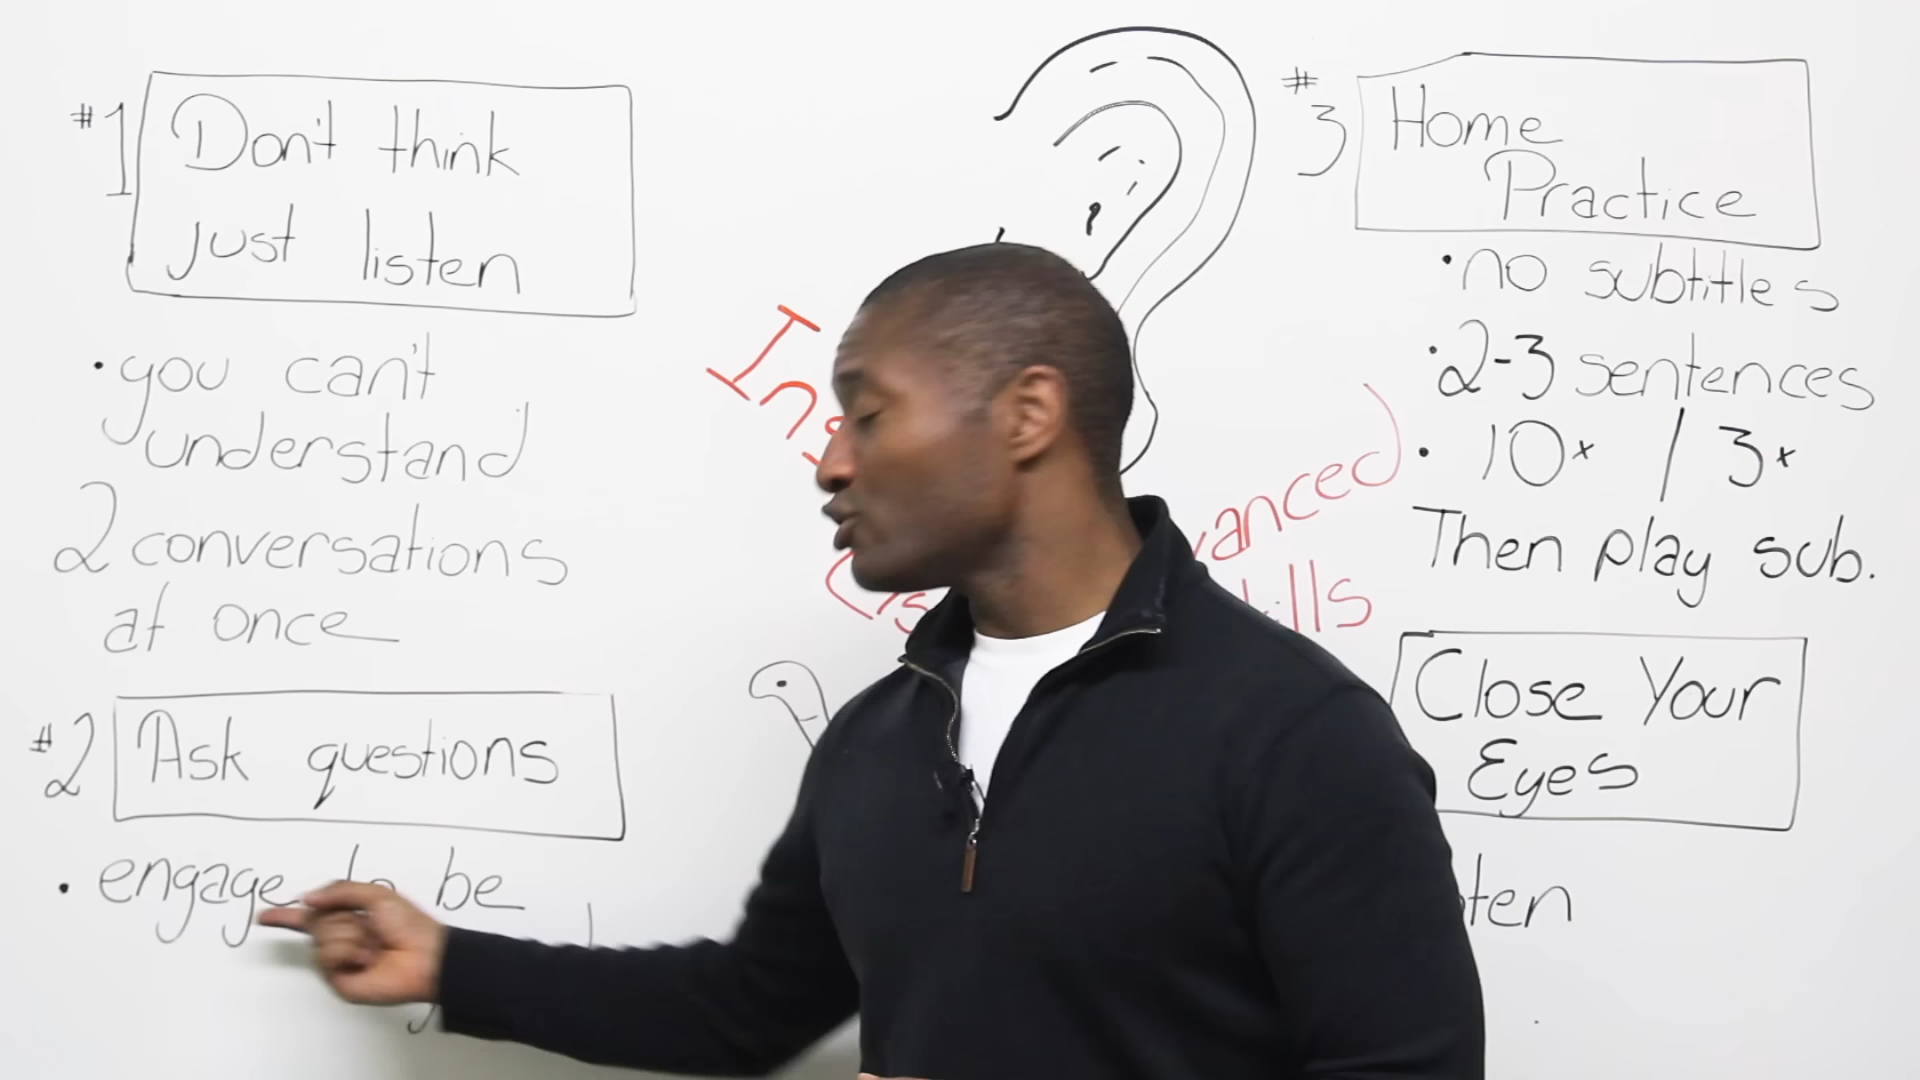 #1 Don't think
just listen
• you can't
understand
2 conversations
at once
#2 Ask questions
• engage to be
#3 Home
Practice
• no subtitles
• 2-3 sentences
• 10x / 3x
Then play sub.
Close Your
Eyes